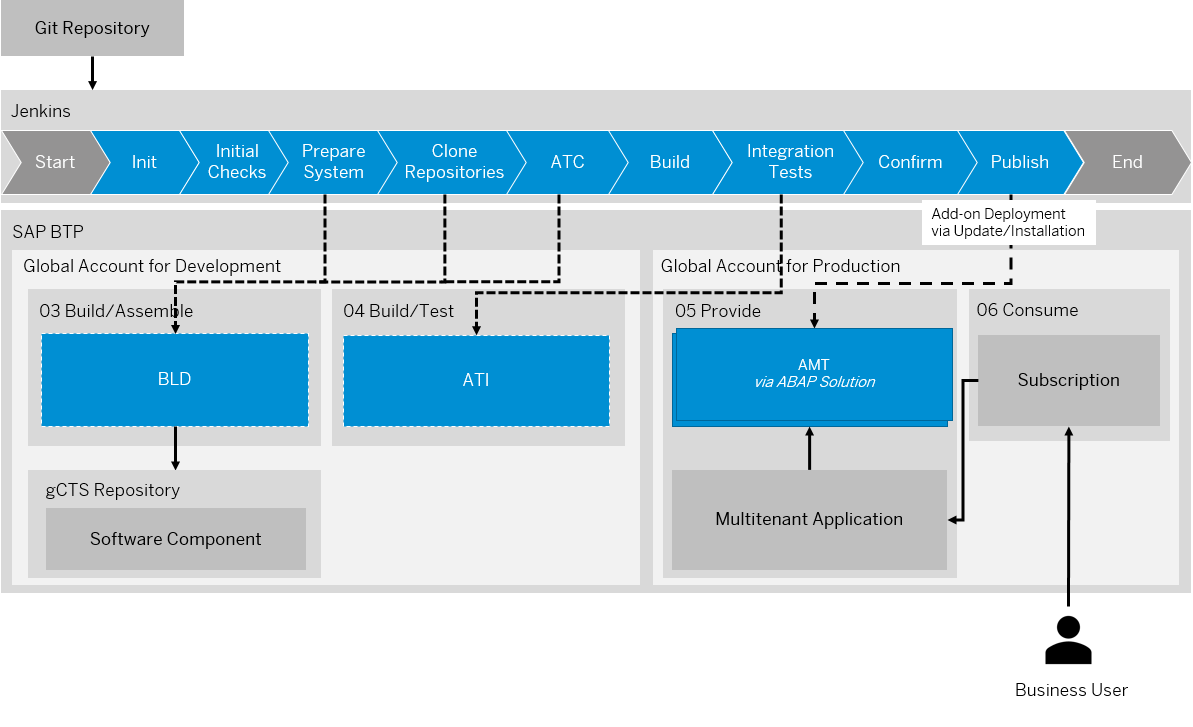 Git Repository
Jenkins
Start
Init
Initial
Checks
Prepare
System
Clone
Repositories
ATC
Build
Integration
Tests
Confirm
Publish
End
Add-on Deployment
via Update/Installation
SAP BTP
Global Account for Development
Global Account for Production
03 Build/Assemble
04 Build/Test
05 Provide
06 Consume
BLD
ATI
AMT
via ABAP Solution
Subscription
gCTS Repository
Software Component
Multitenant Application
Business User